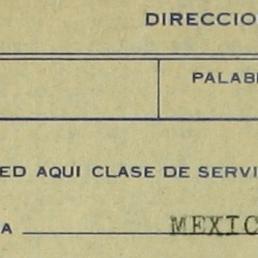 DIRECCIO
PALAB
ED AQUI CLASE DE SERVI
A MEXIC